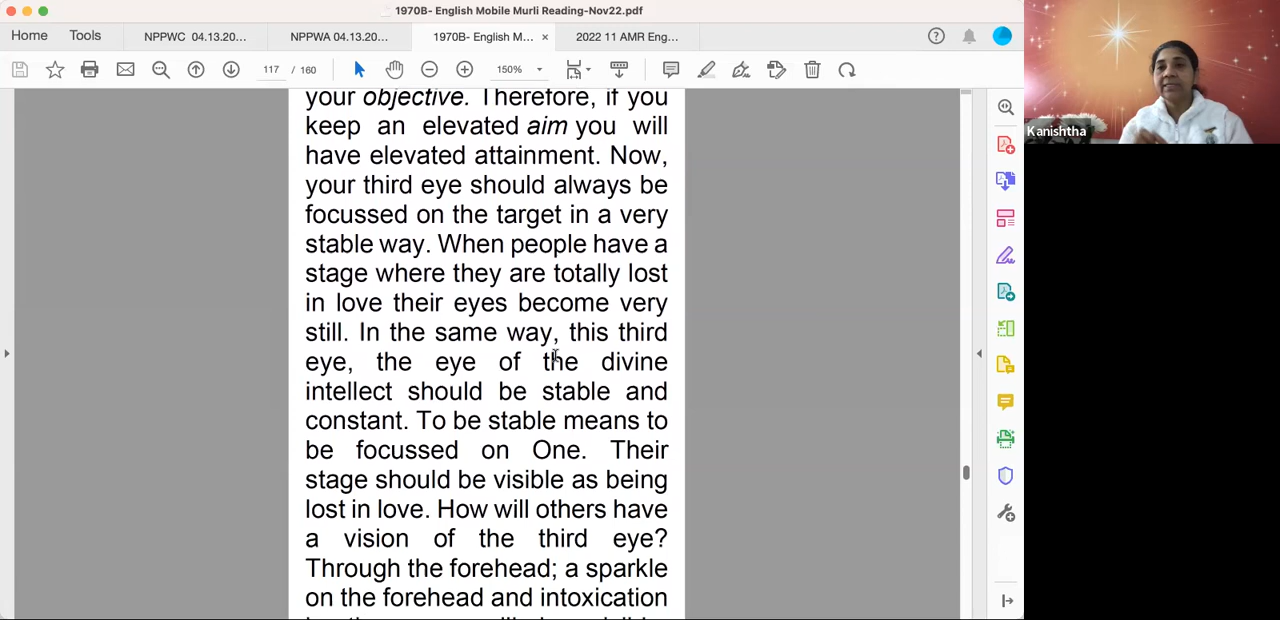 1970B- English Mobile Murli Reading-Nov22.pdf
Home
Tools
NPPWC 04.13.20...
NPPWA 04.13.20...
1970B- English M... ×
2022 11 AMR Eng...
117 / 160
150%
Kanishtha
your objective. Therefore, if you
keep an elevated aim you will
have elevated attainment. Now,
your third eye should always be
focussed on the target in a very
stable way. When people have a
stage where they are totally lost
in love their eyes become very
still. In the same way, this third
eye, the eye of the divine
intellect should be stable and
constant. To be stable means to
be focussed on One. Their
stage should be visible as being
lost in love. How will others have
a vision of the third eye?
Through the forehead; a sparkle
on the forehead and intoxication